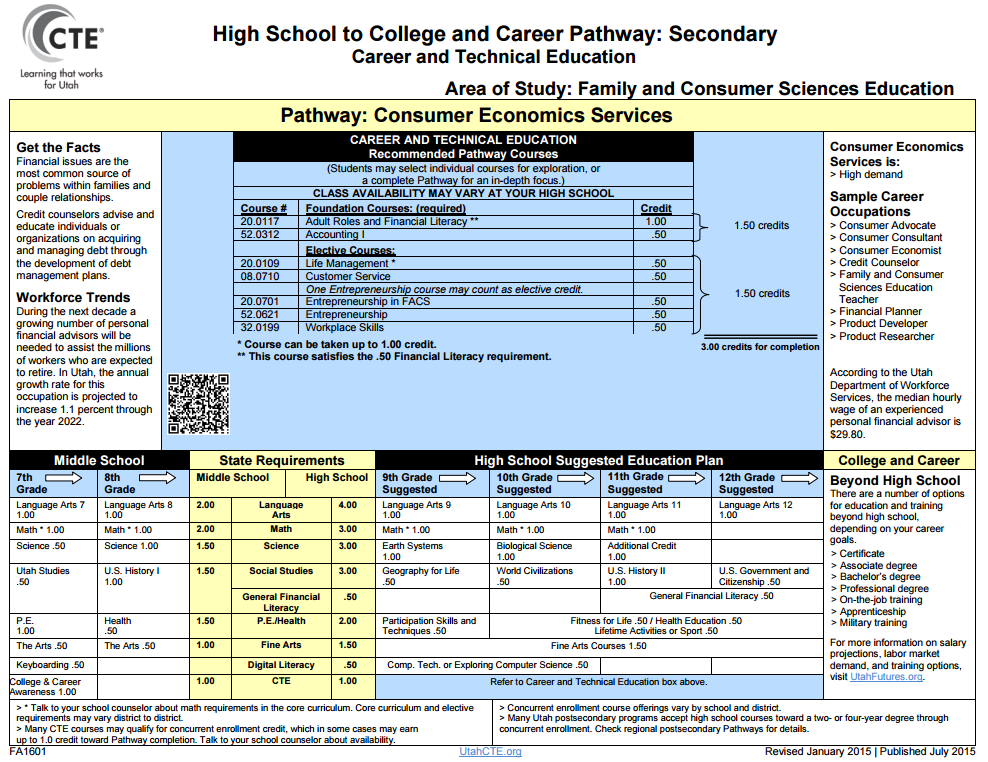 CTE®
Learning that works
for Utah
High School to College and Career Pathway: Secondary
Career and Technical Education
Area of Study: Family and Consumer Sciences Education
Pathway: Consumer Economics Services
Get the Facts
Financial issues are the
most common source of
problems within families and
couple relationships.
Credit counselors advise and
educate individuals or
organizations on acquiring
and managing debt through
the development of debt
management plans.
Workforce Trends
During the next decade a
growing number of personal
financial advisors will be
needed to assist the millions
of workers who are expected
to retire. In Utah, the annual
growth rate for this
occupation is projected to
increase 1.1 percent through
the year 2022.
CAREER AND TECHNICAL EDUCATION
Recommended Pathway Courses
(Students may select individual courses for exploration, or
a complete Pathway for an in-depth focus.)
CLASS AVAILABILITY MAY VARY AT YOUR HIGH SCHOOL
Course # Foundation Courses: (required) Credit
20.0117 Adult Roles and Financial Literacy ** 1.00
52.0312 Accounting I .50
1.50 credits
Elective Courses:
20.0109 Life Management * .50
08.0710 Customer Service .50
One Entrepreneurship course may count as elective credit.
20.0701 Entrepreneurship in FACS .50
52.0621 Entrepreneurship .50
32.0199 Workplace Skills .50
1.50 credits
* Course can be taken up to 1.00 credit.
** This course satisfies the .50 Financial Literacy requirement.
3.00 credits for completion
Consumer Economics
Services is:
> High demand
Sample Career
Occupations
> Consumer Advocate
> Consumer Consultant
> Consumer Economist
> Credit Counselor
> Family and Consumer
Sciences Education
Teacher
> Financial Planner
> Product Developer
> Product Researcher
According to the Utah
Department of Workforce
Services, the median hourly
wage of an experienced
personal financial advisor is
$29.80.
Middle School State Requirements High School Suggested Education Plan College and Career
7th Grade 8th Grade Middle School High School 9th Grade Suggested 10th Grade Suggested 11th Grade Suggested 12th Grade Suggested
Language Arts 7 1.00 Language Arts 8 1.00 2.00 Language Arts 4.00 Language Arts 9 1.00 Language Arts 10 1.00 Language Arts 11 1.00 Language Arts 12 1.00
Math * 1.00 Math * 1.00 2.00 Math 3.00 Math * 1.00 Math * 1.00 Math * 1.00
Science .50 Science 1.00 1.50 Science 3.00 Earth Systems 1.00 Biological Science 1.00 Additional Credit 1.00
Utah Studies .50 U.S. History I 1.00 1.50 Social Studies 3.00 Geography for Life .50 World Civilizations .50 U.S. History II 1.00 U.S. Government and Citizenship .50
General Financial Literacy .50 General Financial Literacy .50
P.E. 1.00 Health .50 1.50 P.E./Health 2.00 Participation Skills and Techniques .50 Fitness for Life .50 / Health Education .50 Lifetime Activities or Sport .50
The Arts .50 The Arts .50 1.00 Fine Arts 1.50 Fine Arts Courses 1.50
Keyboarding .50 Digital Literacy .50 Comp. Tech. or Exploring Computer Science .50
College & Career Awareness 1.00 1.00 CTE 1.00 Refer to Career and Technical Education box above.
Beyond High School
There are a number of options
for education and training
beyond high school,
depending on your career
goals.
> Certificate
> Associate degree
> Bachelor's degree
> Professional degree
> On-the-job training
> Apprenticeship
> Military training
For more information on salary
projections, labor market
demand, and training options,
visit UtahFutures.org.
> * Talk to your school counselor about math requirements in the core curriculum. Core curriculum and elective
requirements may vary district to district.
> Many CTE courses may qualify for concurrent enrollment credit, which in some cases may earn
up to 1.0 credit toward Pathway completion. Talk to your school counselor about availability.
> Concurrent enrollment course offerings vary by school and district.
> Many Utah postsecondary programs accept high school courses toward a two- or four-year degree through
concurrent enrollment. Check regional postsecondary Pathways for details.
FA1601 UtahCTE.org Revised January 2015 | Published July 2015